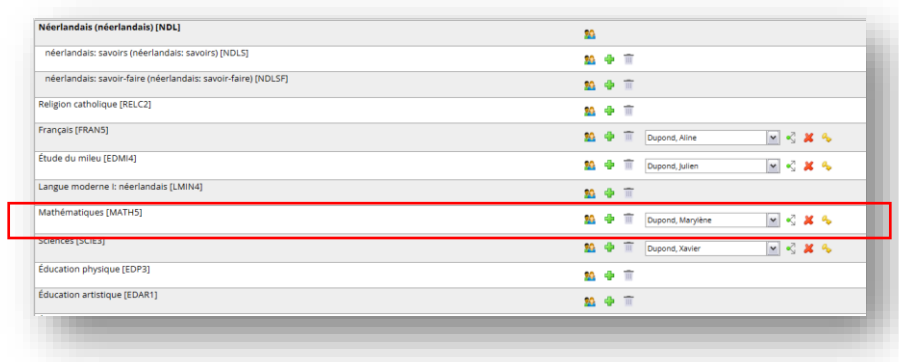 Néerlandais (néerlandais) [NDL]
néerlandais: savoirs (néerlandais: savoirs) [NDLS]
néerlandais: savoir-faire (néerlandais: savoir-faire) [NDLSF]
Religion catholique [RELC2]
Français [FRAN5] Dupond, Aline
Étude du mileu [EDMI4] Dupond, Julien
Langue moderne I: néerlandais [LMIN4]
Mathématiques [MATH5] Dupond, Marylène
Sciences [SCIE3] Dupond, Xavier
Éducation physique [EDP3]
Éducation artistique [EDAR1]